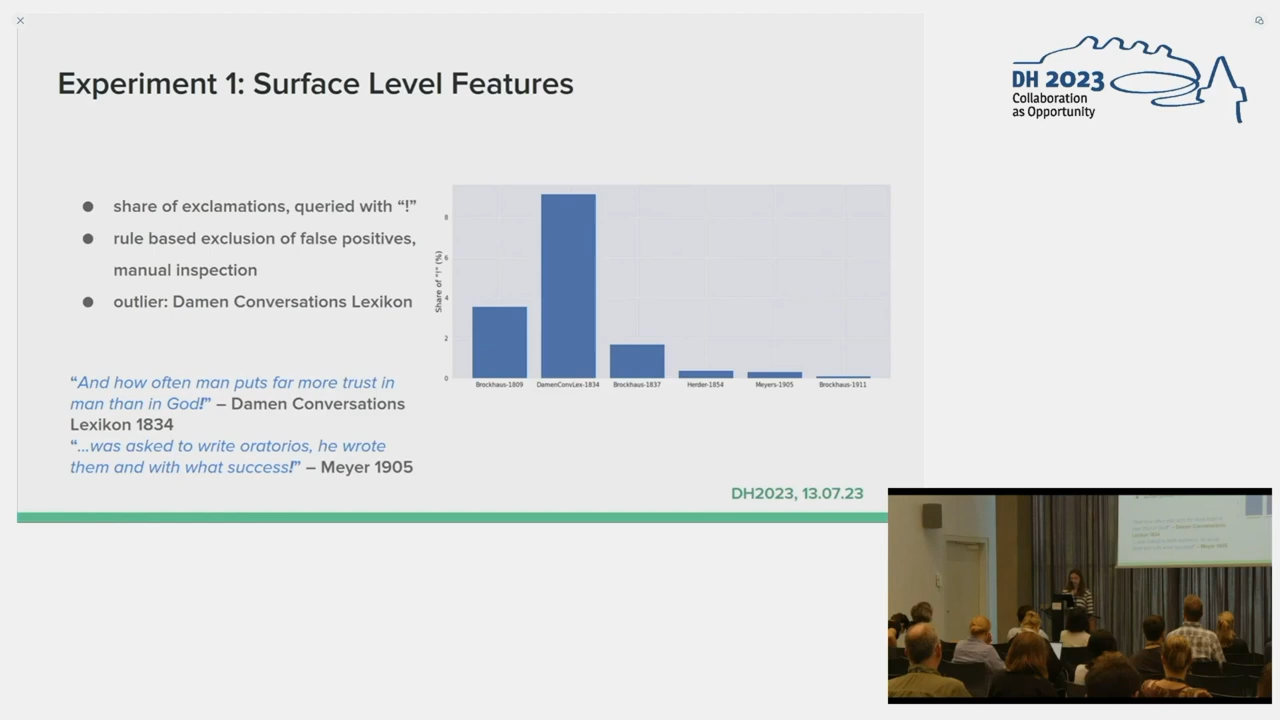 Experiment 1: Surface Level Features
DH 2023
Collaboration
as Opportunity
● share of exclamations, queried with “!”
● rule based exclusion of false positives,
manual inspection
● outlier: Damen Conversations Lexikon
“And how often man puts far more trust in
man than in God!” – Damen Conversations
Lexikon 1834
“...was asked to write oratorios, he wrote
them and with what success!” – Meyer 1905
Share of "!" (%)
8
6
4
2
0
Brockhaus-1809 DamenConvLex-1834 Brockhaus-1837 Herder-1854 Meyers-1905 Brockhaus-1911
DH2023, 13.07.23